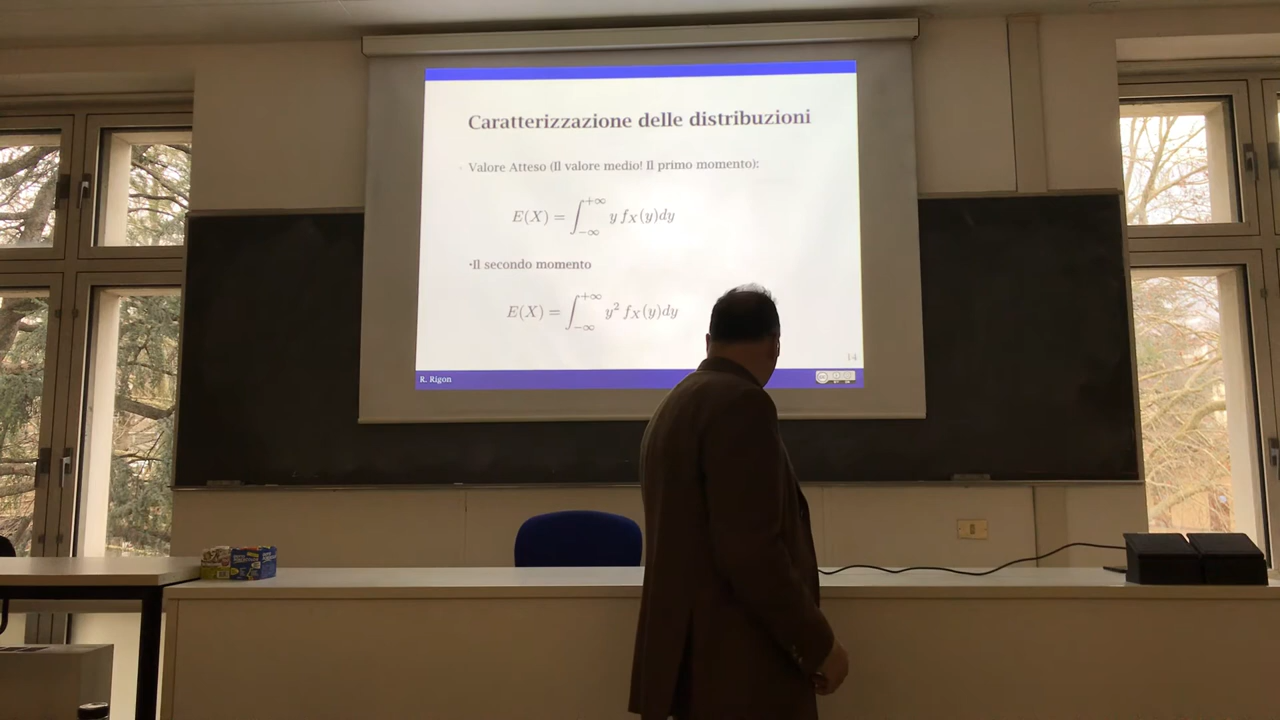 Caratterizzazione delle distribuzioni
Valore Atteso (Il valore medio! Il primo momento):
E(X) = ∫_{-∞}^{+∞} y f_X(y)dy
•Il secondo momento
E(X) = ∫_{-∞}^{+∞} y² f_X(y)dy
14
R. Rigon